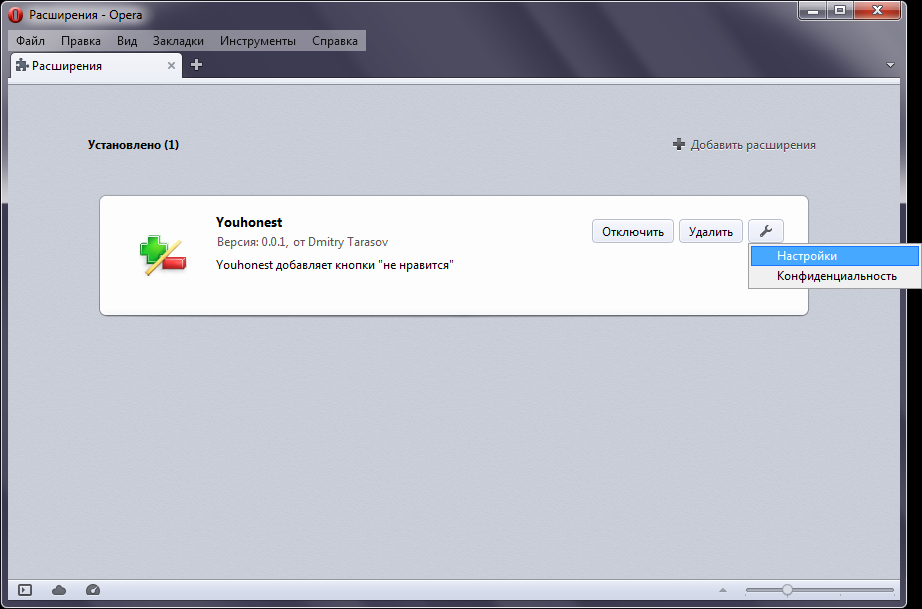 Расширения - Opera
Файл Правка Вид Закладки Инструменты Справка
Расширения
Установлено (1)
Добавить расширения
Youhonest
Версия: 0.0.1, от Dmitry Tarasov
Youhonest добавляет кнопки "не нравится"
Отключить Удалить
Настройки
Конфиденциальность